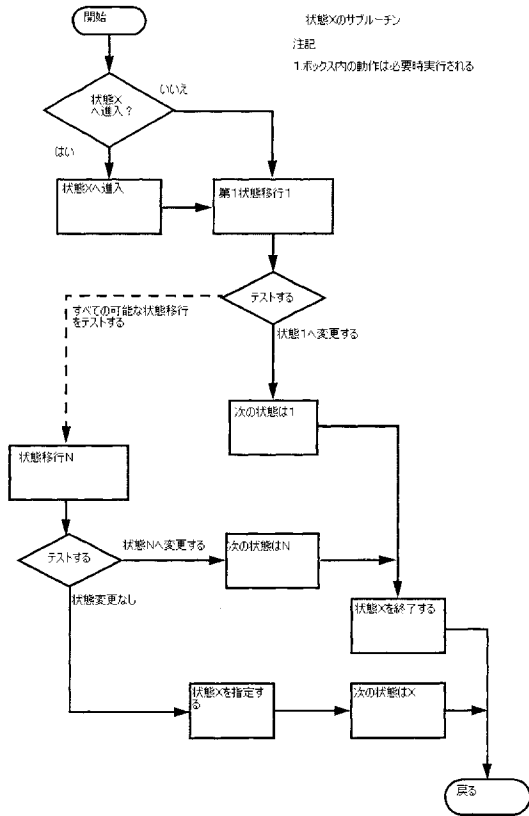 開始
状態Xのサブルーチン
注記
1.ボックス内の動作は必要時実行される
状態X
へ進入?
いいえ
はい
状態Xへ進入
第1状態移行1
テストする
すべての可能な状態移行
をテストする
状態1へ変更する
次の状態は1
状態移行N
テストする
状態Nへ変更する
次の状態はN
状態変更なし
状態Xを終了する
状態Xを指定す
る
次の状態はX
戻る